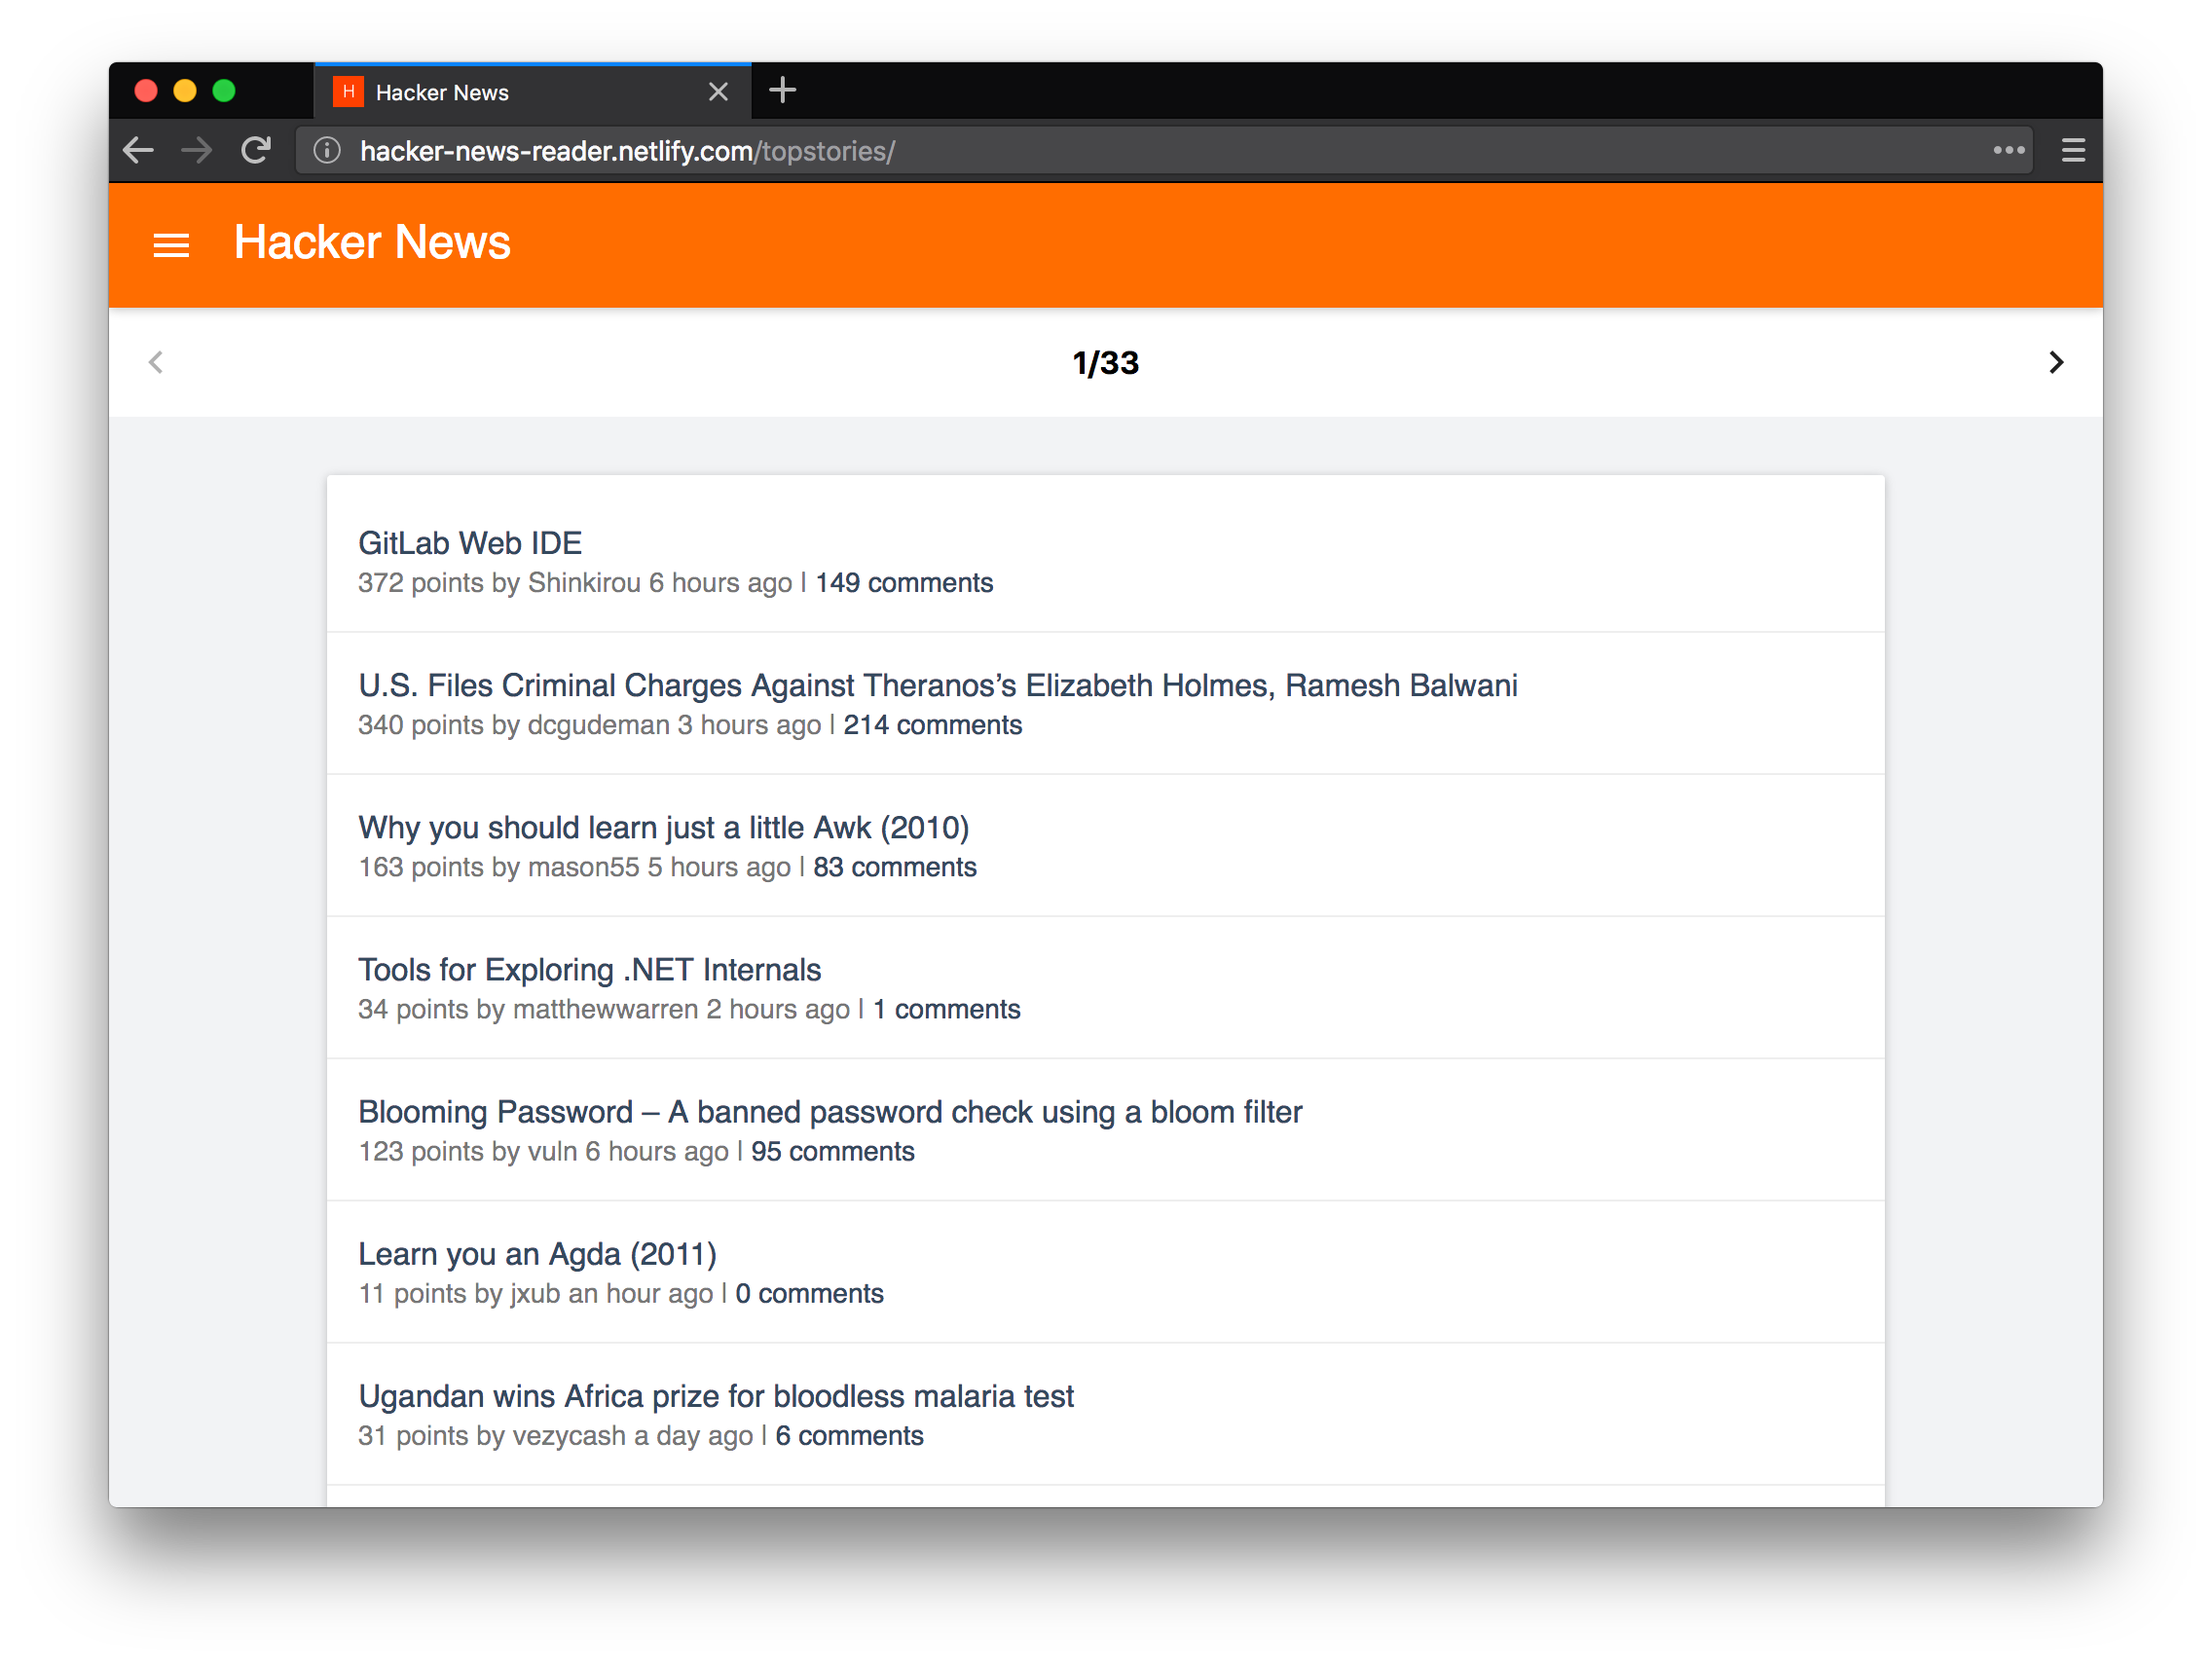 H Hacker News
hacker-news-reader.netlify.com/topstories/
Hacker News
1/33
GitLab Web IDE
372 points by Shinkirou 6 hours ago | 149 comments
U.S. Files Criminal Charges Against Theranos’s Elizabeth Holmes, Ramesh Balwani
340 points by dcgudeman 3 hours ago | 214 comments
Why you should learn just a little Awk (2010)
163 points by mason55 5 hours ago | 83 comments
Tools for Exploring .NET Internals
34 points by matthewwarren 2 hours ago | 1 comments
Blooming Password – A banned password check using a bloom filter
123 points by vuln 6 hours ago | 95 comments
Learn you an Agda (2011)
11 points by jxub an hour ago | 0 comments
Ugandan wins Africa prize for bloodless malaria test
31 points by vezycash a day ago | 6 comments